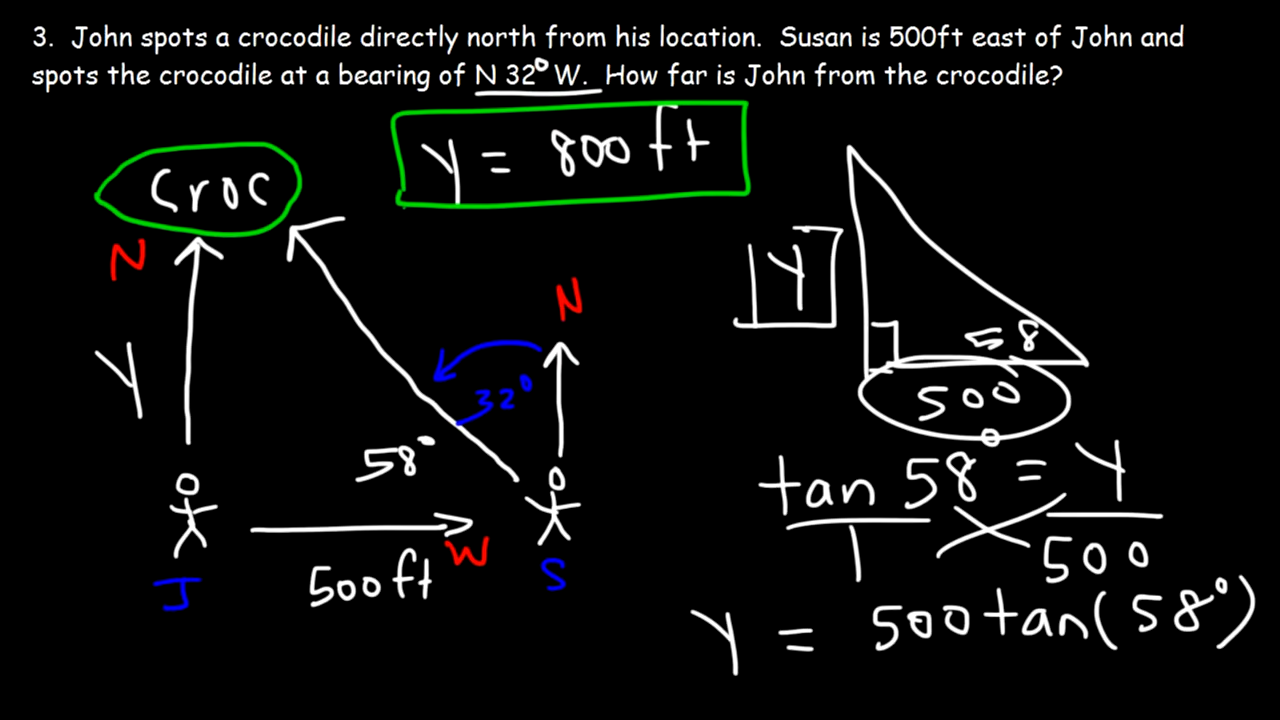 3. John spots a crocodile directly north from his location. Susan is 500ft east of John and
spots the crocodile at a bearing of N 32° W. How far is John from the crocodile?
Y = 800 ft
Croc
N
Y
N
32°
58°
W
500ft
J
S
Y
58
500
tan 58° = Y
1
500
Y = 500tan(58°)